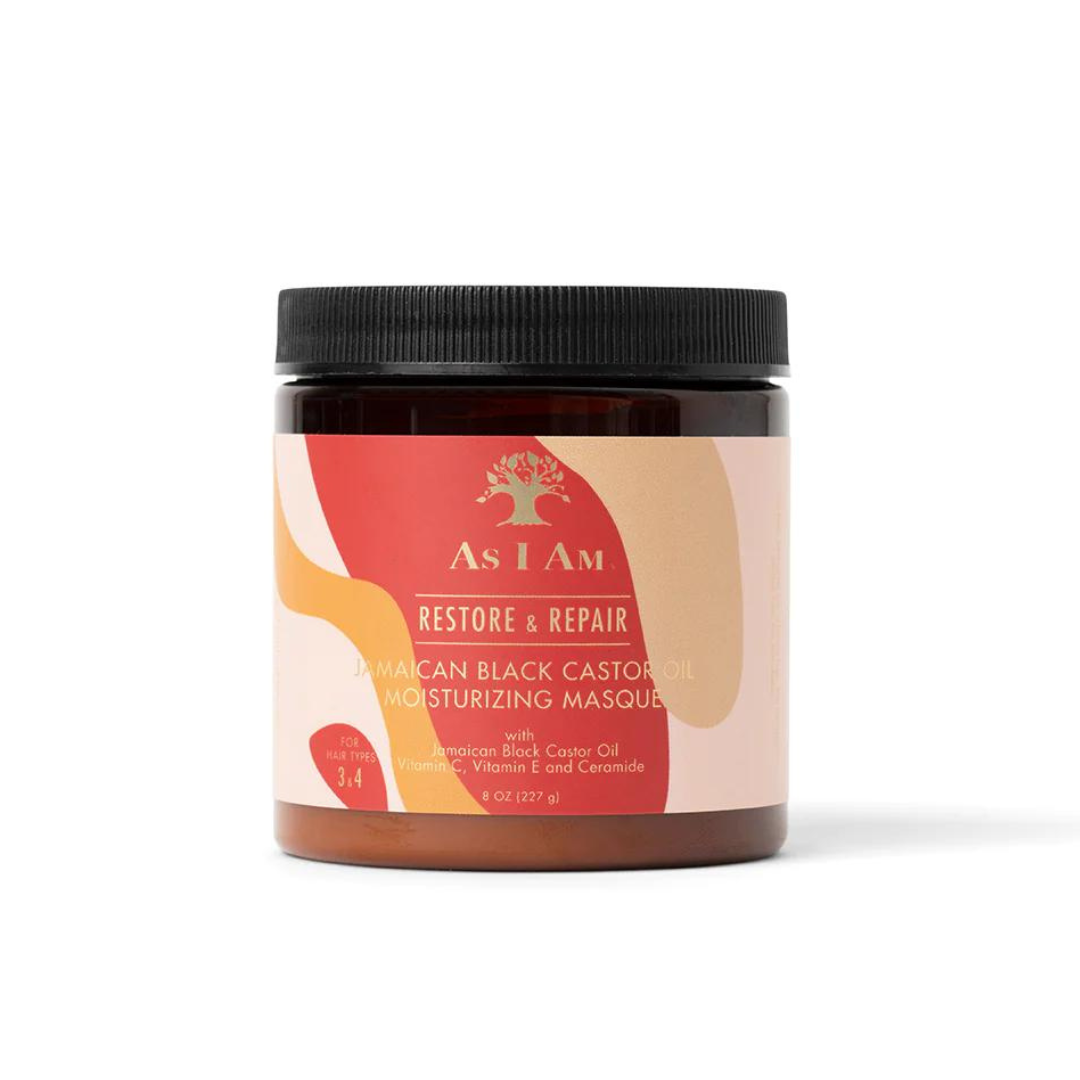 AS I AM
RESTORE & REPAIR
JAMAICAN BLACK CASTOR OIL
MOISTURIZING MASQUE
with
Jamaican Black Castor Oil
Vitamin C, Vitamin E and Ceramide
8 OZ (227 g)
FOR
HAIR TYPES
3 & 4